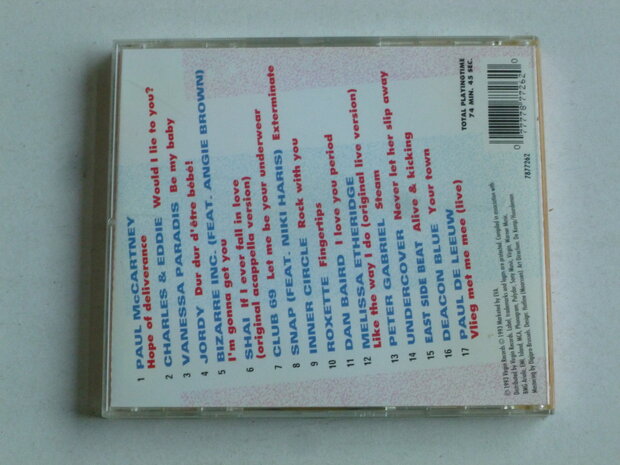 1 PAUL McCARTNEY
Hope of deliverance
2 CHARLES & EDDIE Would I lie to you?
3 VANESSA PARADIS Be my baby
4 JORDY Dur dur d'être bébé!
5 BIZARRE INC. (FEAT. ANGIE BROWN)
I'm gonna get you
6 SHAI If I ever fall in love
(original acappella version)
7 CLUB 69 Let me be your underwear
8 SNAP (FEAT. NIKI HARIS) Exterminate
9 INNER CIRCLE Rock with you
10 ROXETTE Fingertips
11 DAN BAIRD I love you period
12 MELISSA ETHERIDGE
Like the way I do (original live version)
13 PETER GABRIEL Steam
14 UNDERCOVER Never let her slip away
15 EAST SIDE BEAT Alive & kicking
16 DEACON BLUE Your town
17 PAUL DE LEEUW
Vlieg met me mee (live)
TOTAL PLAYINGTIME
74 MIN. 45 SEC.
0 77778 77262 0
7877262